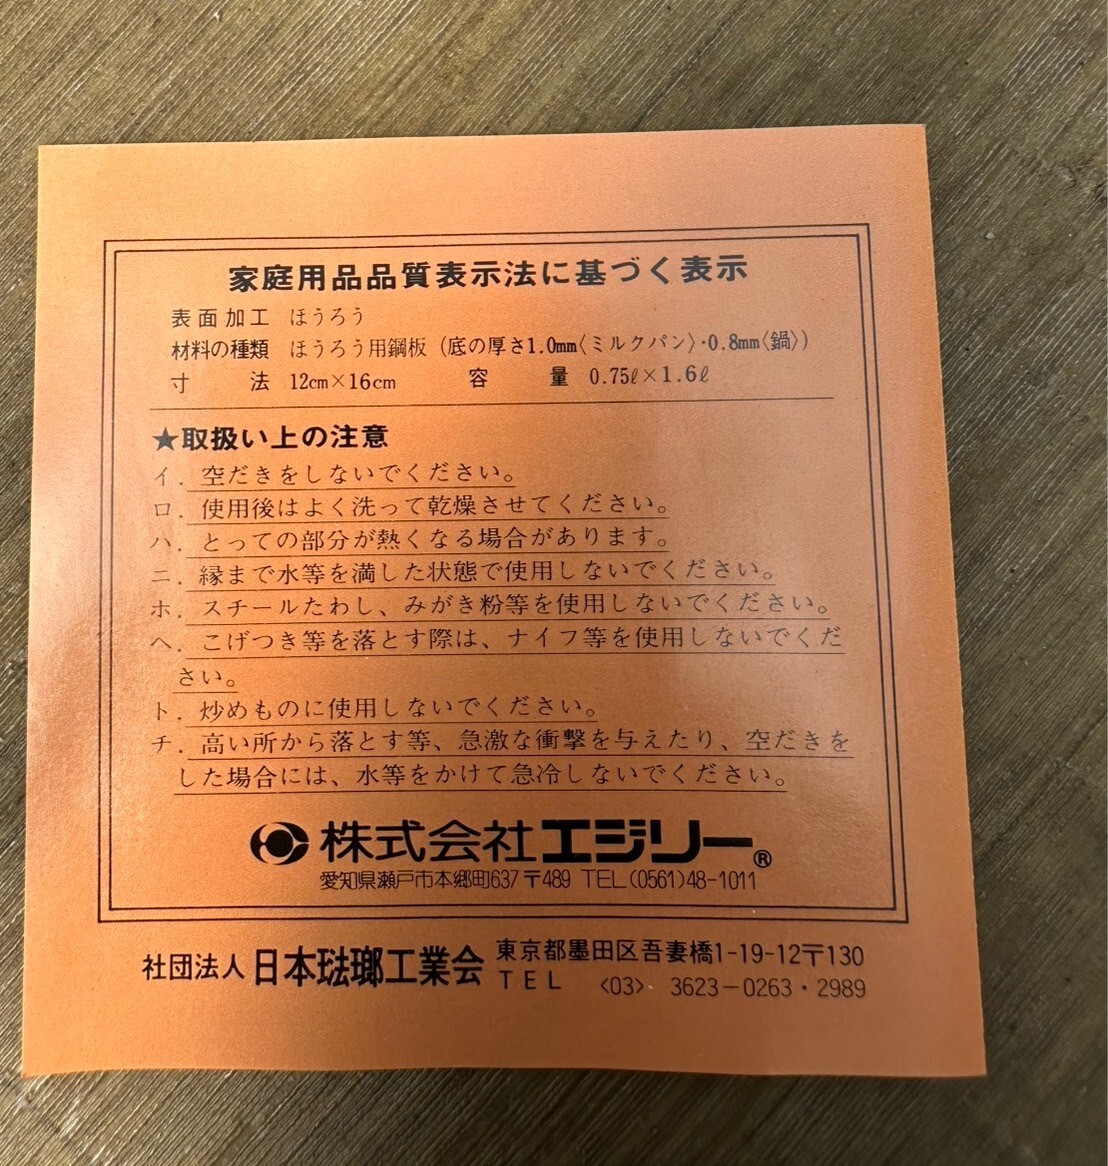 家庭用品品質表示法に基づく表示
表面加工 ほうろう
材料の種類 ほうろう用鋼板(底の厚さ1.0mm〈ミルクパン〉・0.8mm〈鍋〉)
寸法 12cm×16cm 容量 0.75ℓ×1.6ℓ
★取扱い上の注意
イ．空だきをしないでください。
ロ．使用後はよく洗って乾燥させてください。
ハ．とっての部分が熱くなる場合があります。
ニ．縁まで水等を満した状態で使用しないでください。
ホ．スチールたわし、みがき粉等を使用しないでください。
ヘ．こげつき等を落とす際は、ナイフ等を使用しないでくだ
さい。
ト．炒めものに使用しないでください。
チ．高い所から落とす等、急激な衝撃を与えたり、空だきを
した場合には、水等をかけて急冷しないでください。
株式会社エジリー®
愛知県瀬戸市本郷町637〒489 TEL(0561)48-1011
社団法人 日本琺瑯工業会 東京都墨田区吾妻橋1-19-12〒130
TEL 〈03〉 3623-0263・2989